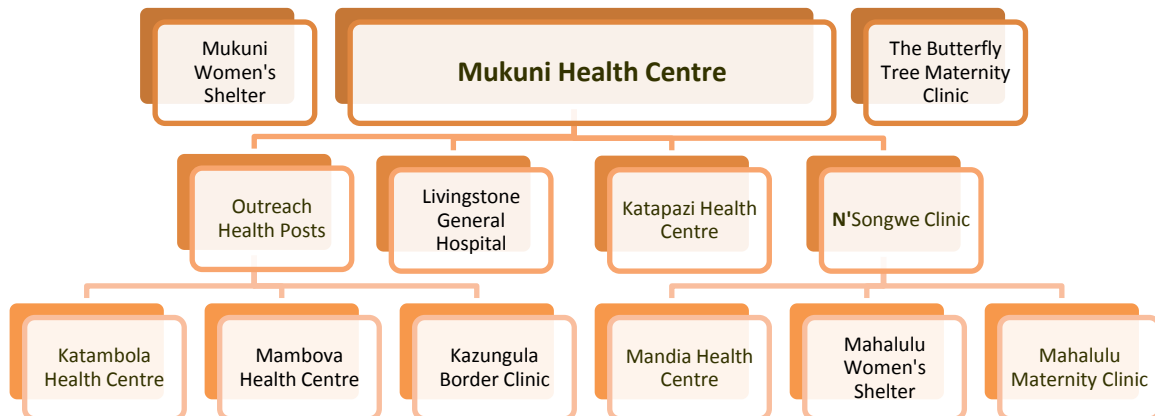 Mukuni
Women's
Shelter
Mukuni Health Centre
The Butterfly
Tree Maternity
Clinic
Outreach
Health Posts
Livingstone
General
Hospital
Katapazi Health
Centre
N'Songwe Clinic
Katambola
Health Centre
Mambova
Health Centre
Kazungula
Border Clinic
Mandia Health
Centre
Mahalulu
Women's
Shelter
Mahalulu
Maternity Clinic